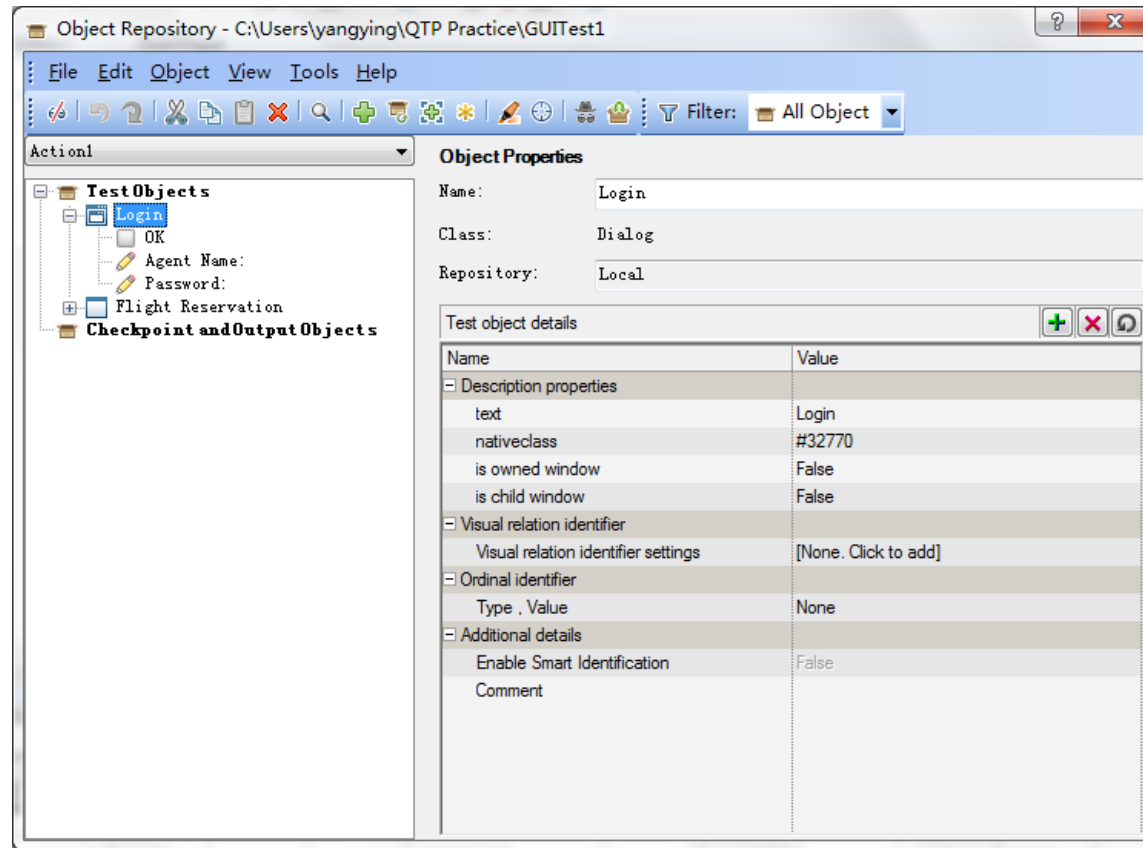 Object Repository - C:\Users\yangying\QTP Practice\GUITest1
File Edit Object View Tools Help
Filter: All Object
Action1
Test Objects
Login
OK
Agent Name:
Password:
Flight Reservation
Checkpoint and Output Objects
Object Properties
Name: Login
Class: Dialog
Repository: Local
Test object details
Name Value
Description properties
text Login
nativeclass #32770
is owned window False
is child window False
Visual relation identifier
Visual relation identifier settings [None. Click to add]
Ordinal identifier
Type , Value None
Additional details
Enable Smart Identification False
Comment